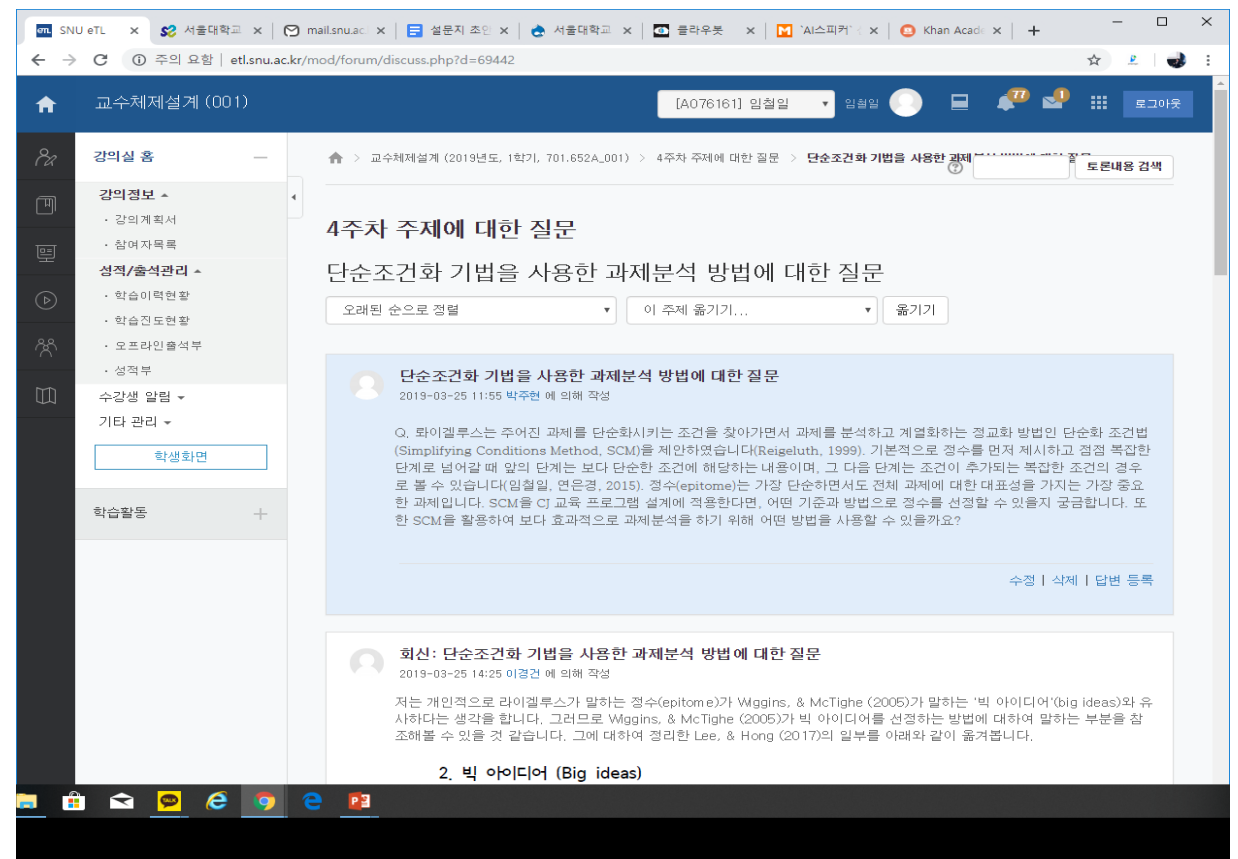 SNU eTL
서울대학교
mail.snu.ac.
설문지 초안
서울대학교
클라우봇
'AI스피커'
Khan Acade
주의 요함 | etl.snu.ac.kr/mod/forum/discuss.php?d=69442
교수체제설계 (001)
[A076161] 임철일
임철일
77
1
로그아웃
강의실 홈
강의정보
· 강의계획서
· 참여자목록
성적/출석관리
· 학습이력현황
· 학습진도현황
· 오프라인출석부
· 성적부
수강생 알림
기타 관리
학생화면
학습활동
교수체제설계 (2019년도, 1학기, 701.652A_001) > 4주차 주제에 대한 질문 > 단순조건화 기법을 사용한 과제
토론내용 검색
4주차 주제에 대한 질문
단순조건화 기법을 사용한 과제분석 방법에 대한 질문
오래된 순으로 정렬
이 주제 옮기기...
옮기기
단순조건화 기법을 사용한 과제분석 방법에 대한 질문
2019-03-25 11:55 박주현 에 의해 작성
Q. 롸이겔루스는 주어진 과제를 단순화시키는 조건을 찾아가면서 과제를 분석하고 계열화하는 정교화 방법인 단순화 조건법
(Simplifying Conditions Method, SCM)을 제안하였습니다(Reigeluth, 1999). 기본적으로 정수를 먼저 제시하고 점점 복잡한
단계로 넘어갈 때 앞의 단계는 보다 단순한 조건에 해당하는 내용이며, 그 다음 단계는 조건이 추가되는 복잡한 조건의 경우
로 볼 수 있습니다(임철일, 연은경, 2015). 정수(epitome)는 가장 단순하면서도 전체 과제에 대한 대표성을 가지는 가장 중요
한 과제입니다. SCM을 CJ 교육 프로그램 설계에 적용한다면, 어떤 기준과 방법으로 정수를 선정할 수 있을지 궁금합니다. 또
한 SCM을 활용하여 보다 효과적으로 과제분석을 하기 위해 어떤 방법을 사용할 수 있을까요?
수정 | 삭제 | 답변 등록
회신: 단순조건화 기법을 사용한 과제분석 방법에 대한 질문
2019-03-25 14:25 이경건 에 의해 작성
저는 개인적으로 라이겔루스가 말하는 정수(epitome)가 Wiggins, & McTighe (2005)가 말하는 '빅 아이디어'(big ideas)와 유
사하다는 생각을 합니다. 그러므로 Wiggins, & McTighe (2005)가 빅 아이디어를 선정하는 방법에 대하여 말하는 부분을 참
조해볼 수 있을 것 같습니다. 그에 대하여 정리한 Lee, & Hong (2017)의 일부를 아래와 같이 옮겨봅니다.
2. 빅 아이디어 (Big ideas)
TALK